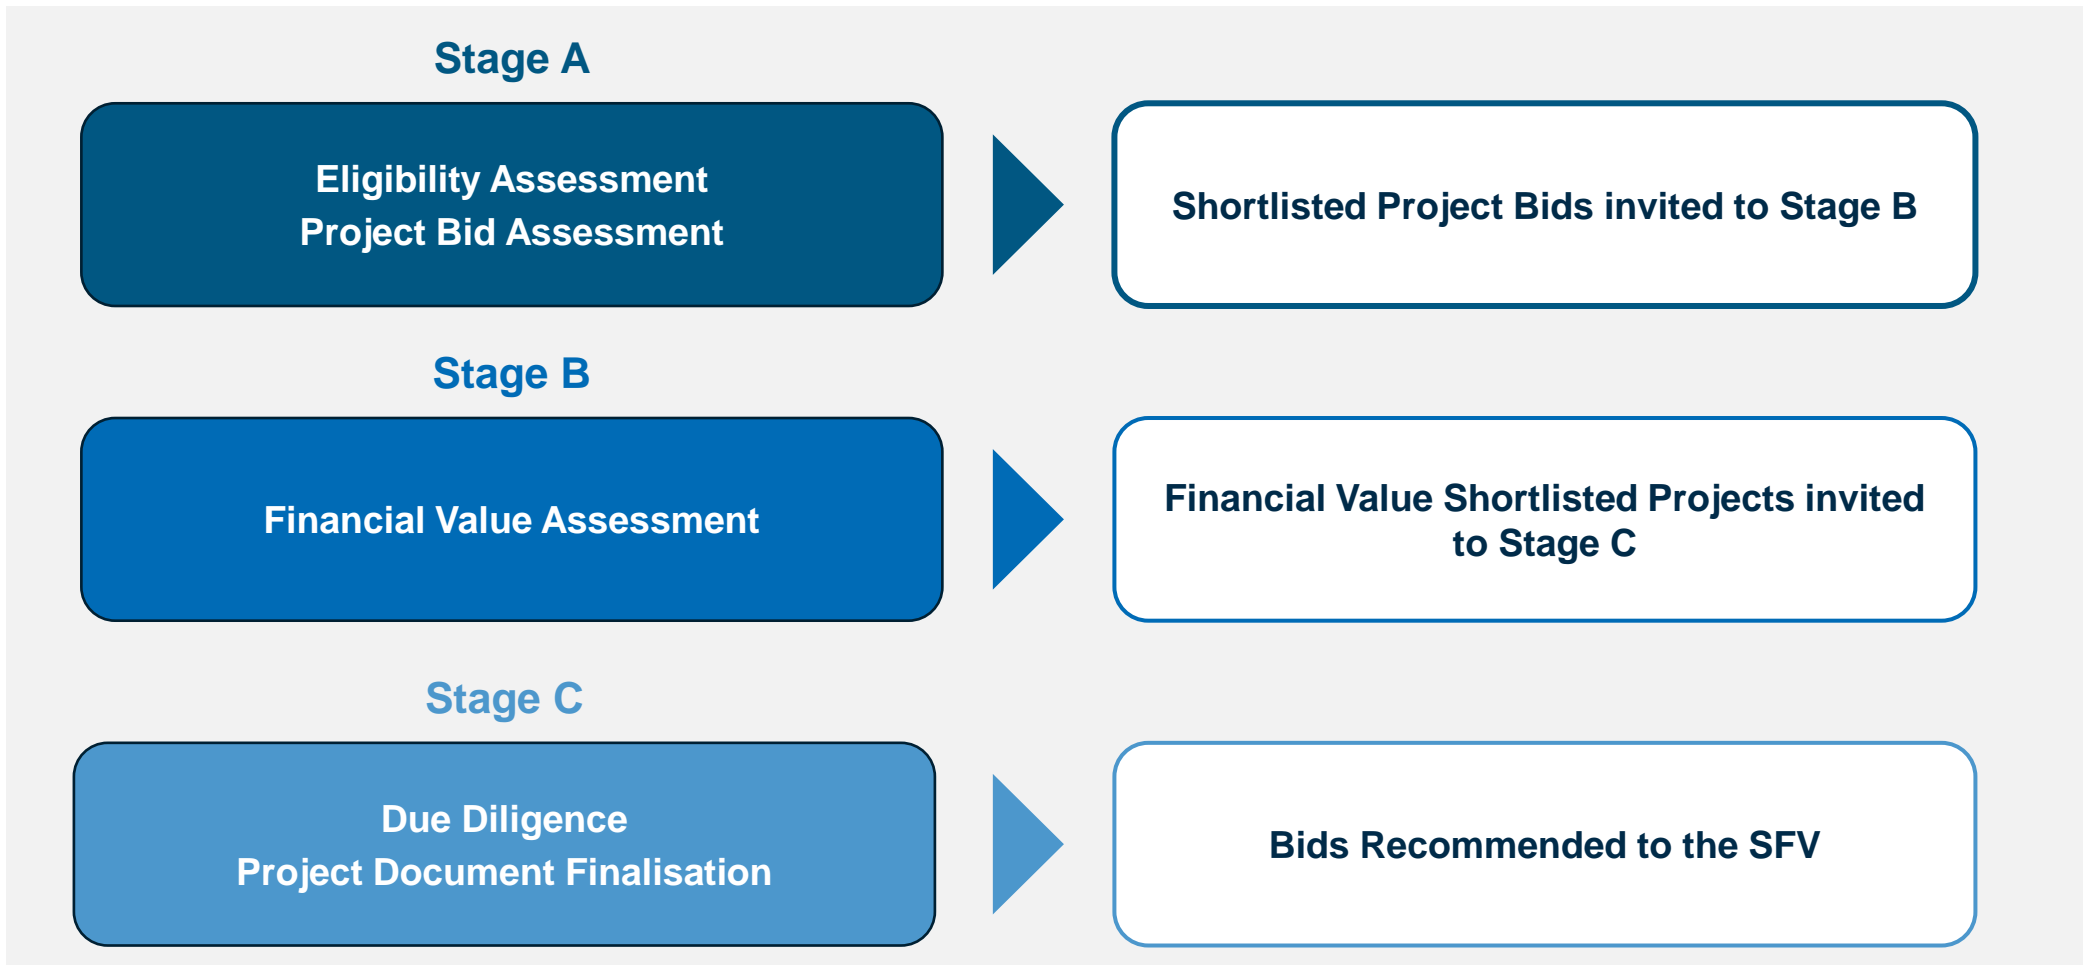 Stage A
Eligibility Assessment
Project Bid Assessment
Shortlisted Project Bids invited to Stage B
Stage B
Financial Value Assessment
Financial Value Shortlisted Projects invited
to Stage C
Stage C
Due Diligence
Project Document Finalisation
Bids Recommended to the SFV